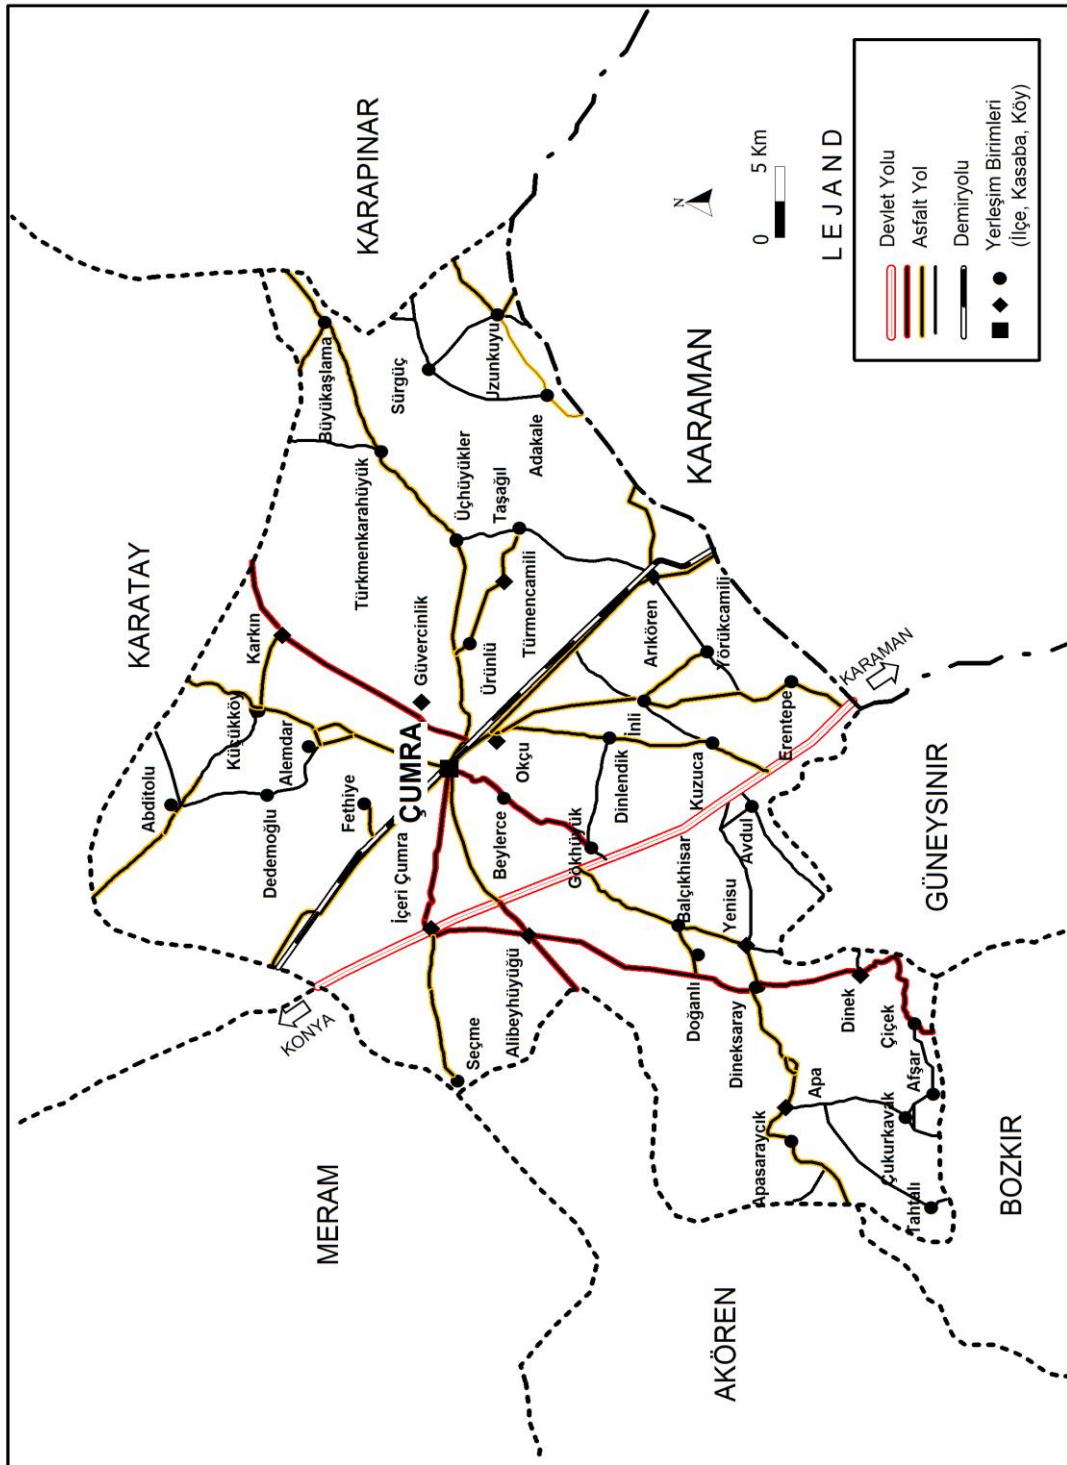 KARATAY
KARAPINAR
KARAMAN
GÜNEYSINIR
BOZKIR
AKÖREN
MERAM
KONYA
KARAMAN
Abditolu
Küçükköy
Karkın
Alemdar
Dedemoğlu
Fethiye
Güvercinlik
ÇUMRA
İçeri Çumra
Seçme
Alibeyhüyüğü
Beylerce
Okçu
Ürünlü
Türmencamili
Taşağıl
Üçhüyükler
Türkmenkarahüyük
Büyükaşlama
Sürgüç
Uzunkuyu
Adakale
Arıkören
Yörükcamili
İnli
Dinlendik
Gökhüyük
Kuzuca
Erentepe
Balçıkhisar
Doğanlı
Yenisu
Avdul
Dineksaray
Dinek
Çiçek
Afşar
Apa
Apasaraycık
Çukurkavak
Tahtalı
N
0 5 Km
LEJAND
Devlet Yolu
Asfalt Yol
Demiryolu
Yerleşim Birimleri
(İlçe, Kasaba, Köy)